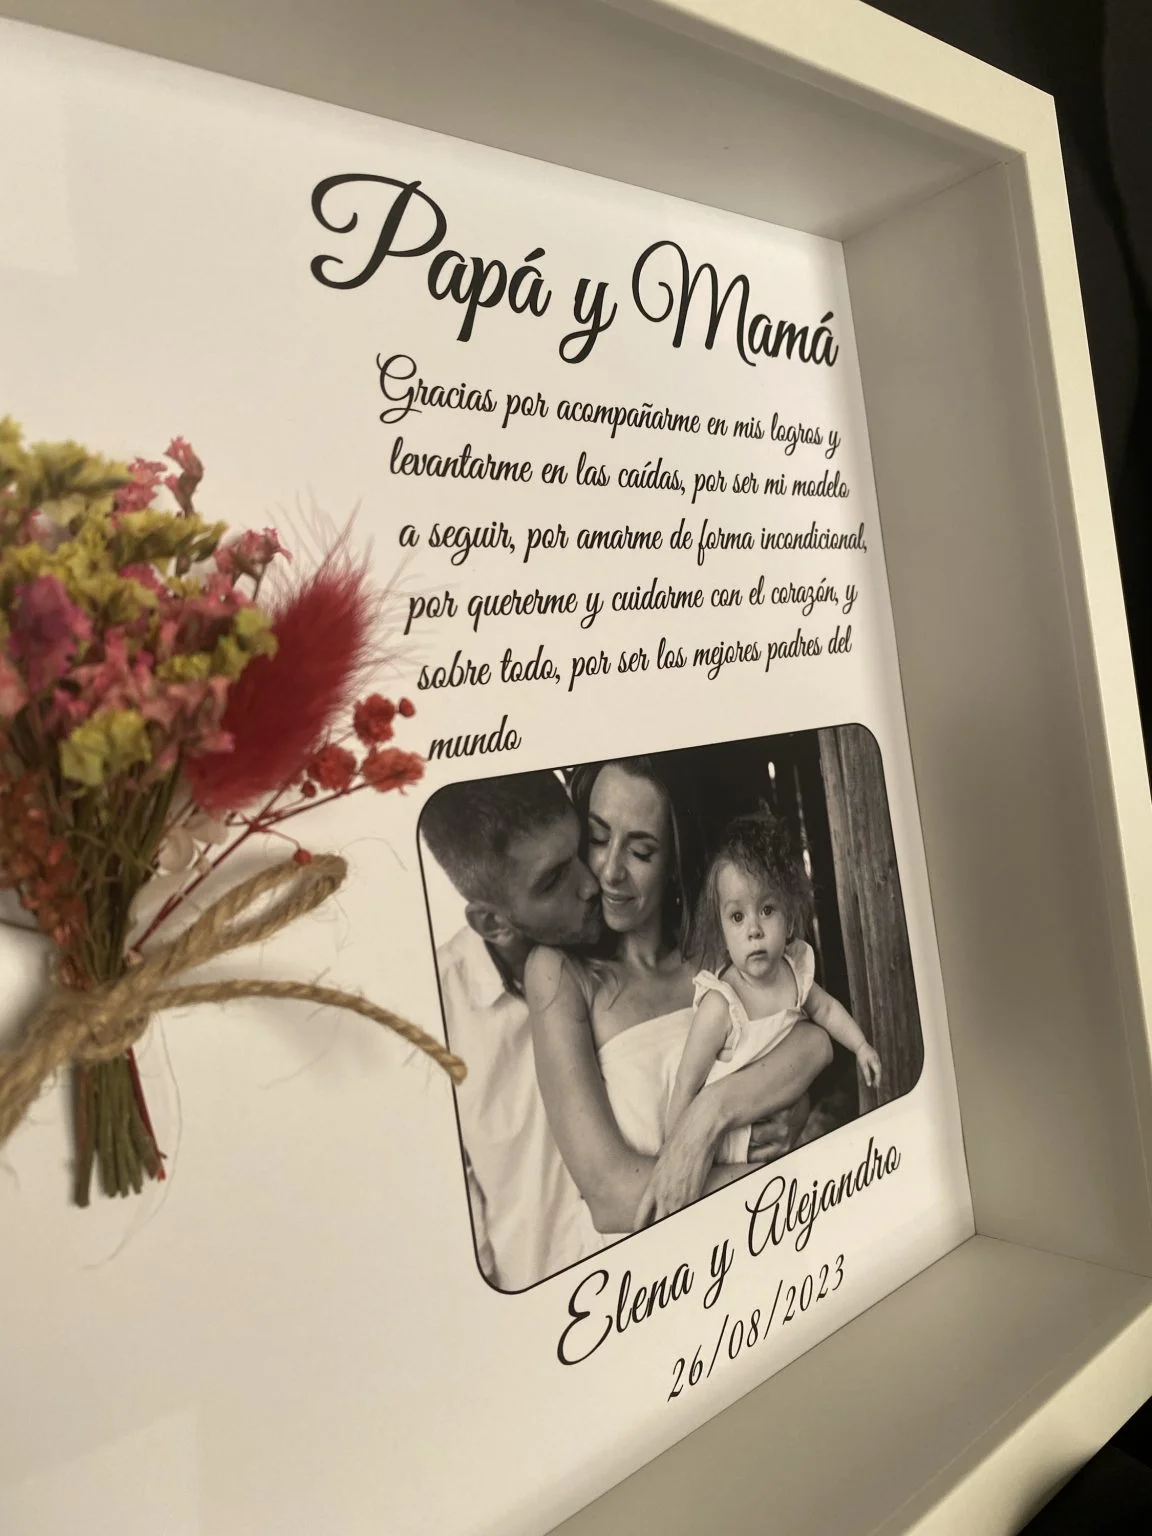 Papá y Mamá
Gracias por acompañarme en mis logros y
levantarme en las caídas, por ser mi modelo
a seguir, por amarme de forma incondicional,
por quererme y cuidarme con el corazón, y
sobre todo, por ser los mejores padres del
mundo
Elena y Alejandro
26/08/2023